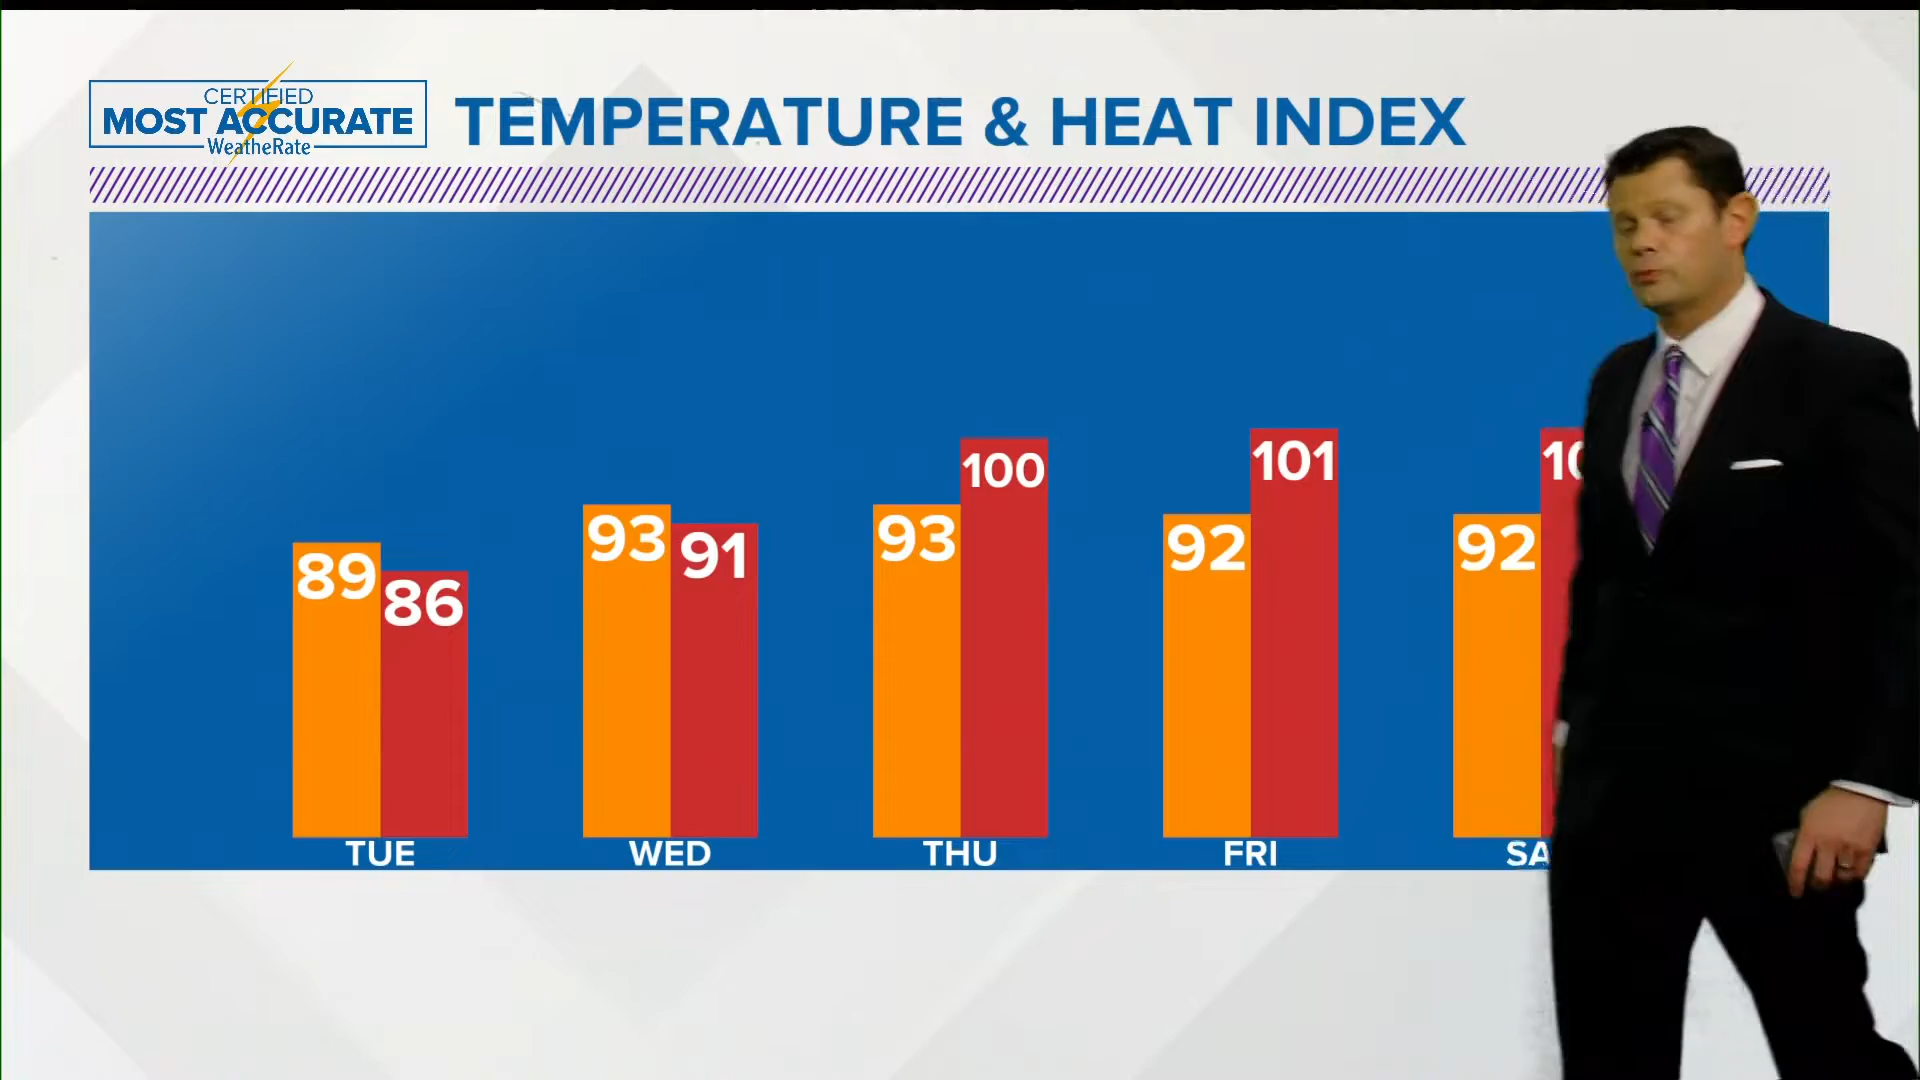 CERTIFIED
MOST ACCURATE
WeatheRate
TEMPERATURE & HEAT INDEX
89 86
93 91
93 100
92 101
92
TUE WED THU FRI